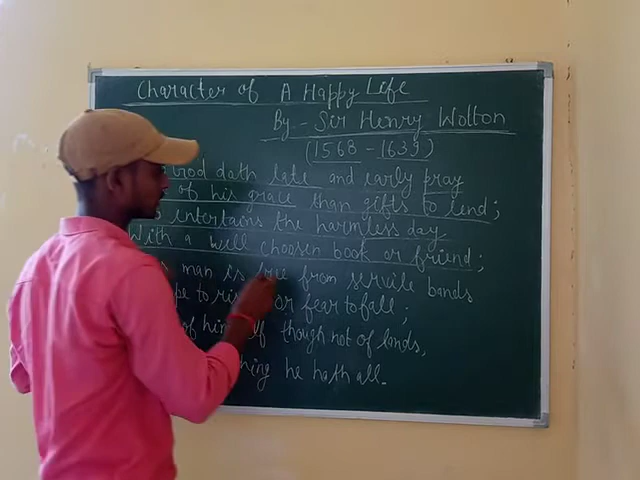 Character of A Happy Life
By:- Sir Henry Wotton
(1568 - 1639)
God doth late and early pray
of his grace than gifts to lend;
entertains the harmless day
With a well choosen book or friend;
man is free from servile bands
to or fear to fall;
of though not of lands,
he hath all.